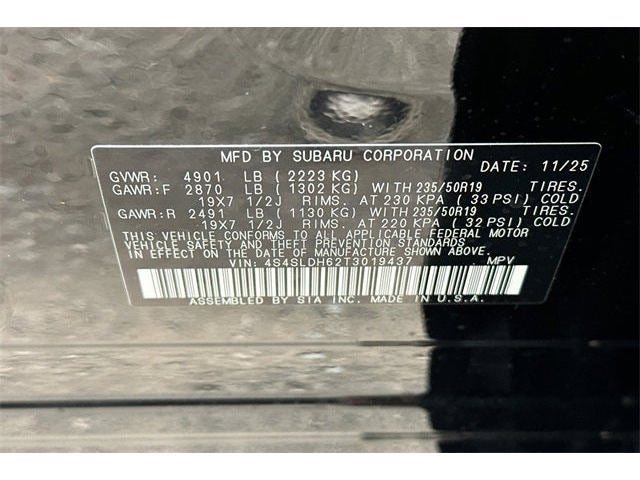 MFD BY SUBARU CORPORATION
GVWR: 4901 LB (2223 KG) DATE: 11/25
GAWR:F 2870 LB (1302 KG) WITH 235/50R19 TIRES.
19X7 1/2J RIMS. AT 230 KPA (33 PSI) COLD
GAWR:R 2491 LB (1130 KG) WITH 235/50R19 TIRES.
19X7 1/2J RIMS. AT 220 KPA (32 PSI) COLD
THIS VEHICLE CONFORMS TO ALL APPLICABLE FEDERAL MOTOR
VEHICLE SAFETY AND THEFT PREVENTION STANDARDS
IN EFFECT ON THE DATE OF MANUFACTURE SHOWN ABOVE.
VIN: 4S4SLDH62T3019437 MPV
ASSEMBLED BY SIA INC. MADE IN U.S.A.